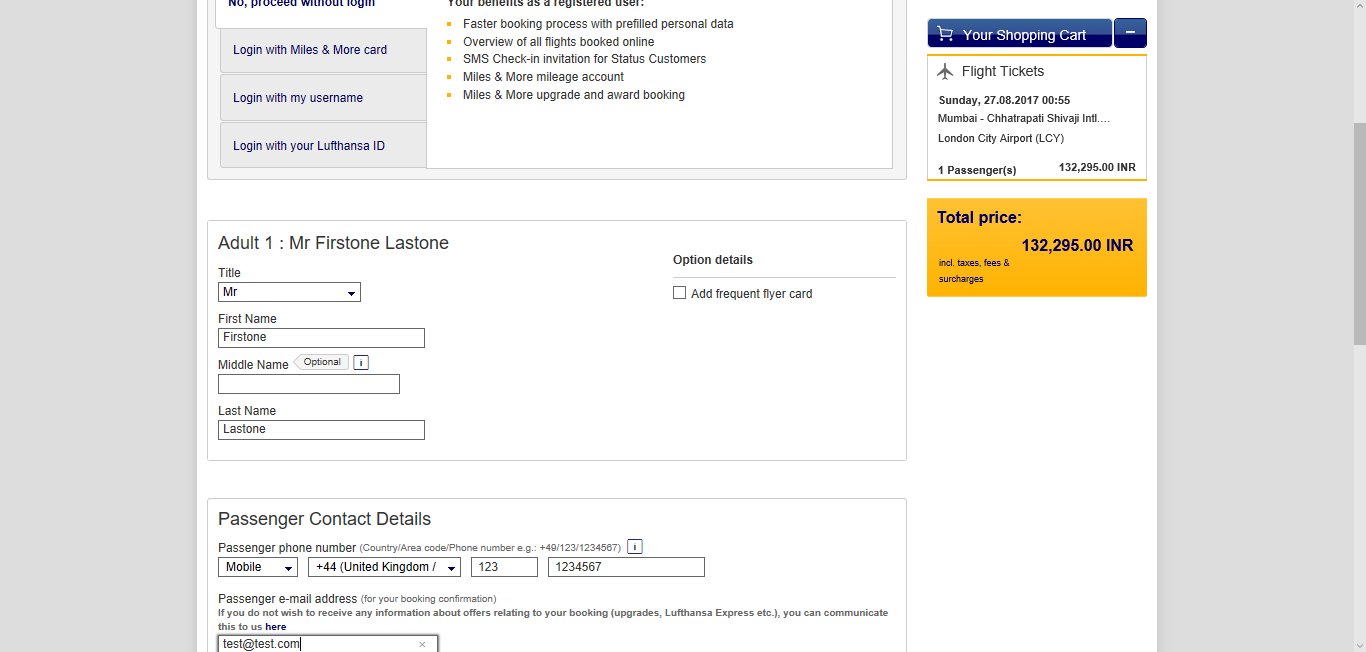 No, proceed without login
Your benefits as a registered user:
Faster booking process with prefilled personal data
Overview of all flights booked online
SMS Check-in invitation for Status Customers
Miles & More mileage account
Miles & More upgrade and award booking
Login with Miles & More card
Login with my username
Login with your Lufthansa ID
Your Shopping Cart
Flight Tickets
Sunday, 27.08.2017 00:55
Mumbai - Chhatrapati Shivaji Intl....
London City Airport (LCY)
1 Passenger(s) 132,295.00 INR
Total price:
132,295.00 INR
incl. taxes, fees &
surcharges
Adult 1 : Mr Firstone Lastone
Title
Mr
First Name
Firstone
Middle Name Optional i
Last Name
Lastone
Option details
Add frequent flyer card
Passenger Contact Details
Passenger phone number (Country/Area code/Phone number e.g.: +49/123/1234567) i
Mobile +44 (United Kingdom / 123 1234567
Passenger e-mail address (for your booking confirmation)
If you do not wish to receive any information about offers relating to your booking (upgrades, Lufthansa Express etc.), you can communicate
this to us here
test@test.com